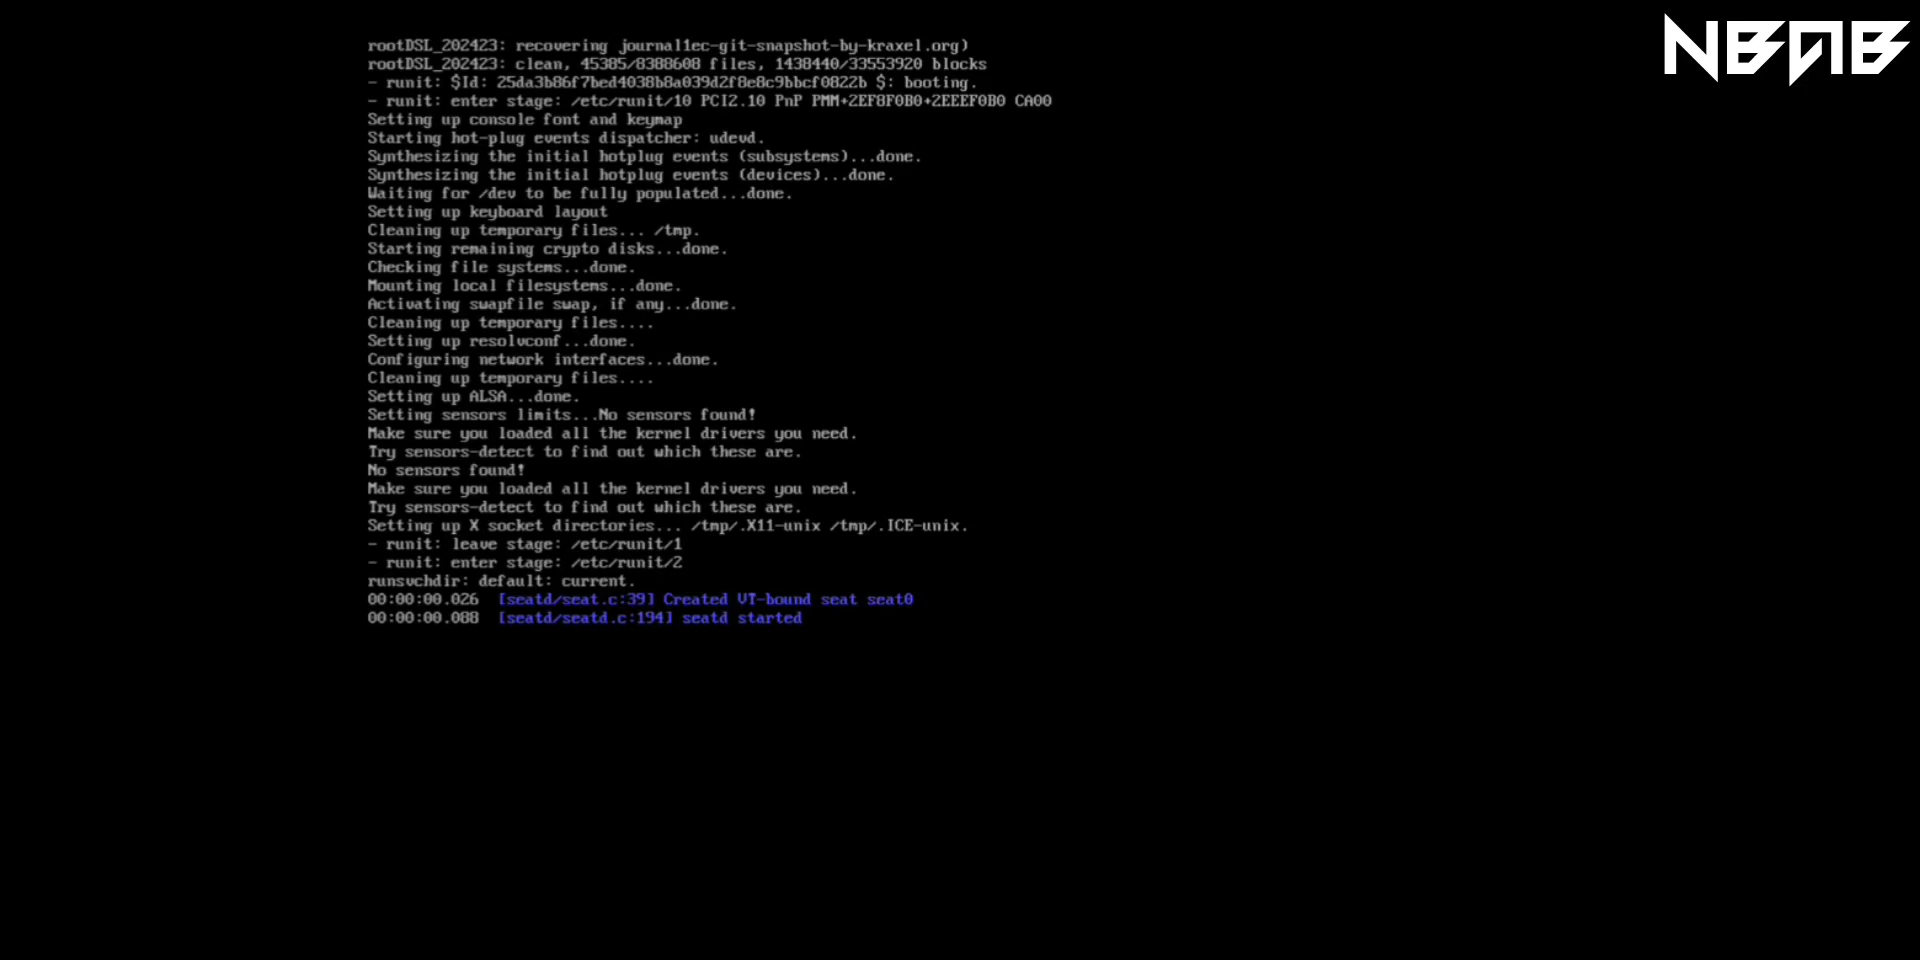 NBAB
rootDSL_202423: recovering journal1ec-git-snapshot-by-kraxel.org)
rootDSL_202423: clean, 45385/8388608 files, 1438440/33553920 blocks
- runit: $Id: 25da3b86f7bed4038b8a039d2f8e8c9bbcf0822b $: booting.
- runit: enter stage: /etc/runit/10 PCI2.10 PnP PMM+2EF8F0B0+2EEEF0B0 CA00
Setting up console font and keymap
Starting hot-plug events dispatcher: udevd.
Synthesizing the initial hotplug events (subsystems)...done.
Synthesizing the initial hotplug events (devices)...done.
Waiting for /dev to be fully populated...done.
Setting up keyboard layout
Cleaning up temporary files... /tmp.
Starting remaining crypto disks...done.
Checking file systems...done.
Mounting local filesystems...done.
Activating swapfile swap, if any...done.
Cleaning up temporary files....
Setting up resolvconf...done.
Configuring network interfaces...done.
Cleaning up temporary files....
Setting up ALSA...done.
Setting sensors limits...No sensors found!
Make sure you loaded all the kernel drivers you need.
Try sensors-detect to find out which these are.
No sensors found!
Make sure you loaded all the kernel drivers you need.
Try sensors-detect to find out which these are.
Setting up X socket directories... /tmp/.X11-unix /tmp/.ICE-unix.
- runit: leave stage: /etc/runit/1
- runit: enter stage: /etc/runit/2
runsvchdir: default: current.
00:00:00.026 [seatd/seat.c:39] Created VT-bound seat seat0
00:00:00.088 [seatd/seatd.c:194] seatd started